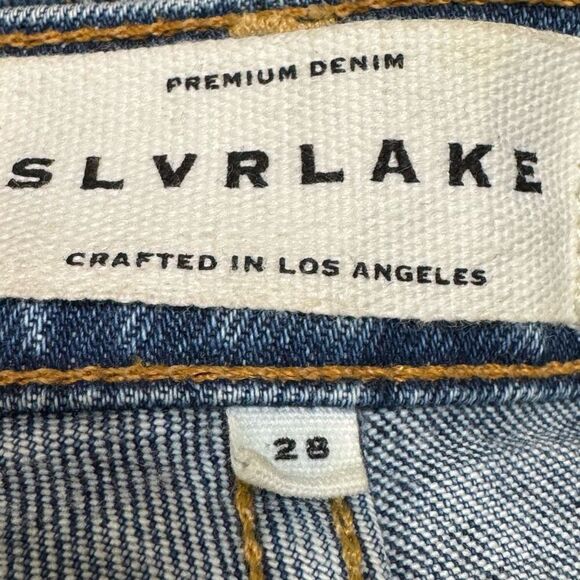 PREMIUM DENIM
SLVRLAKE
CRAFTED IN LOS ANGELES
28